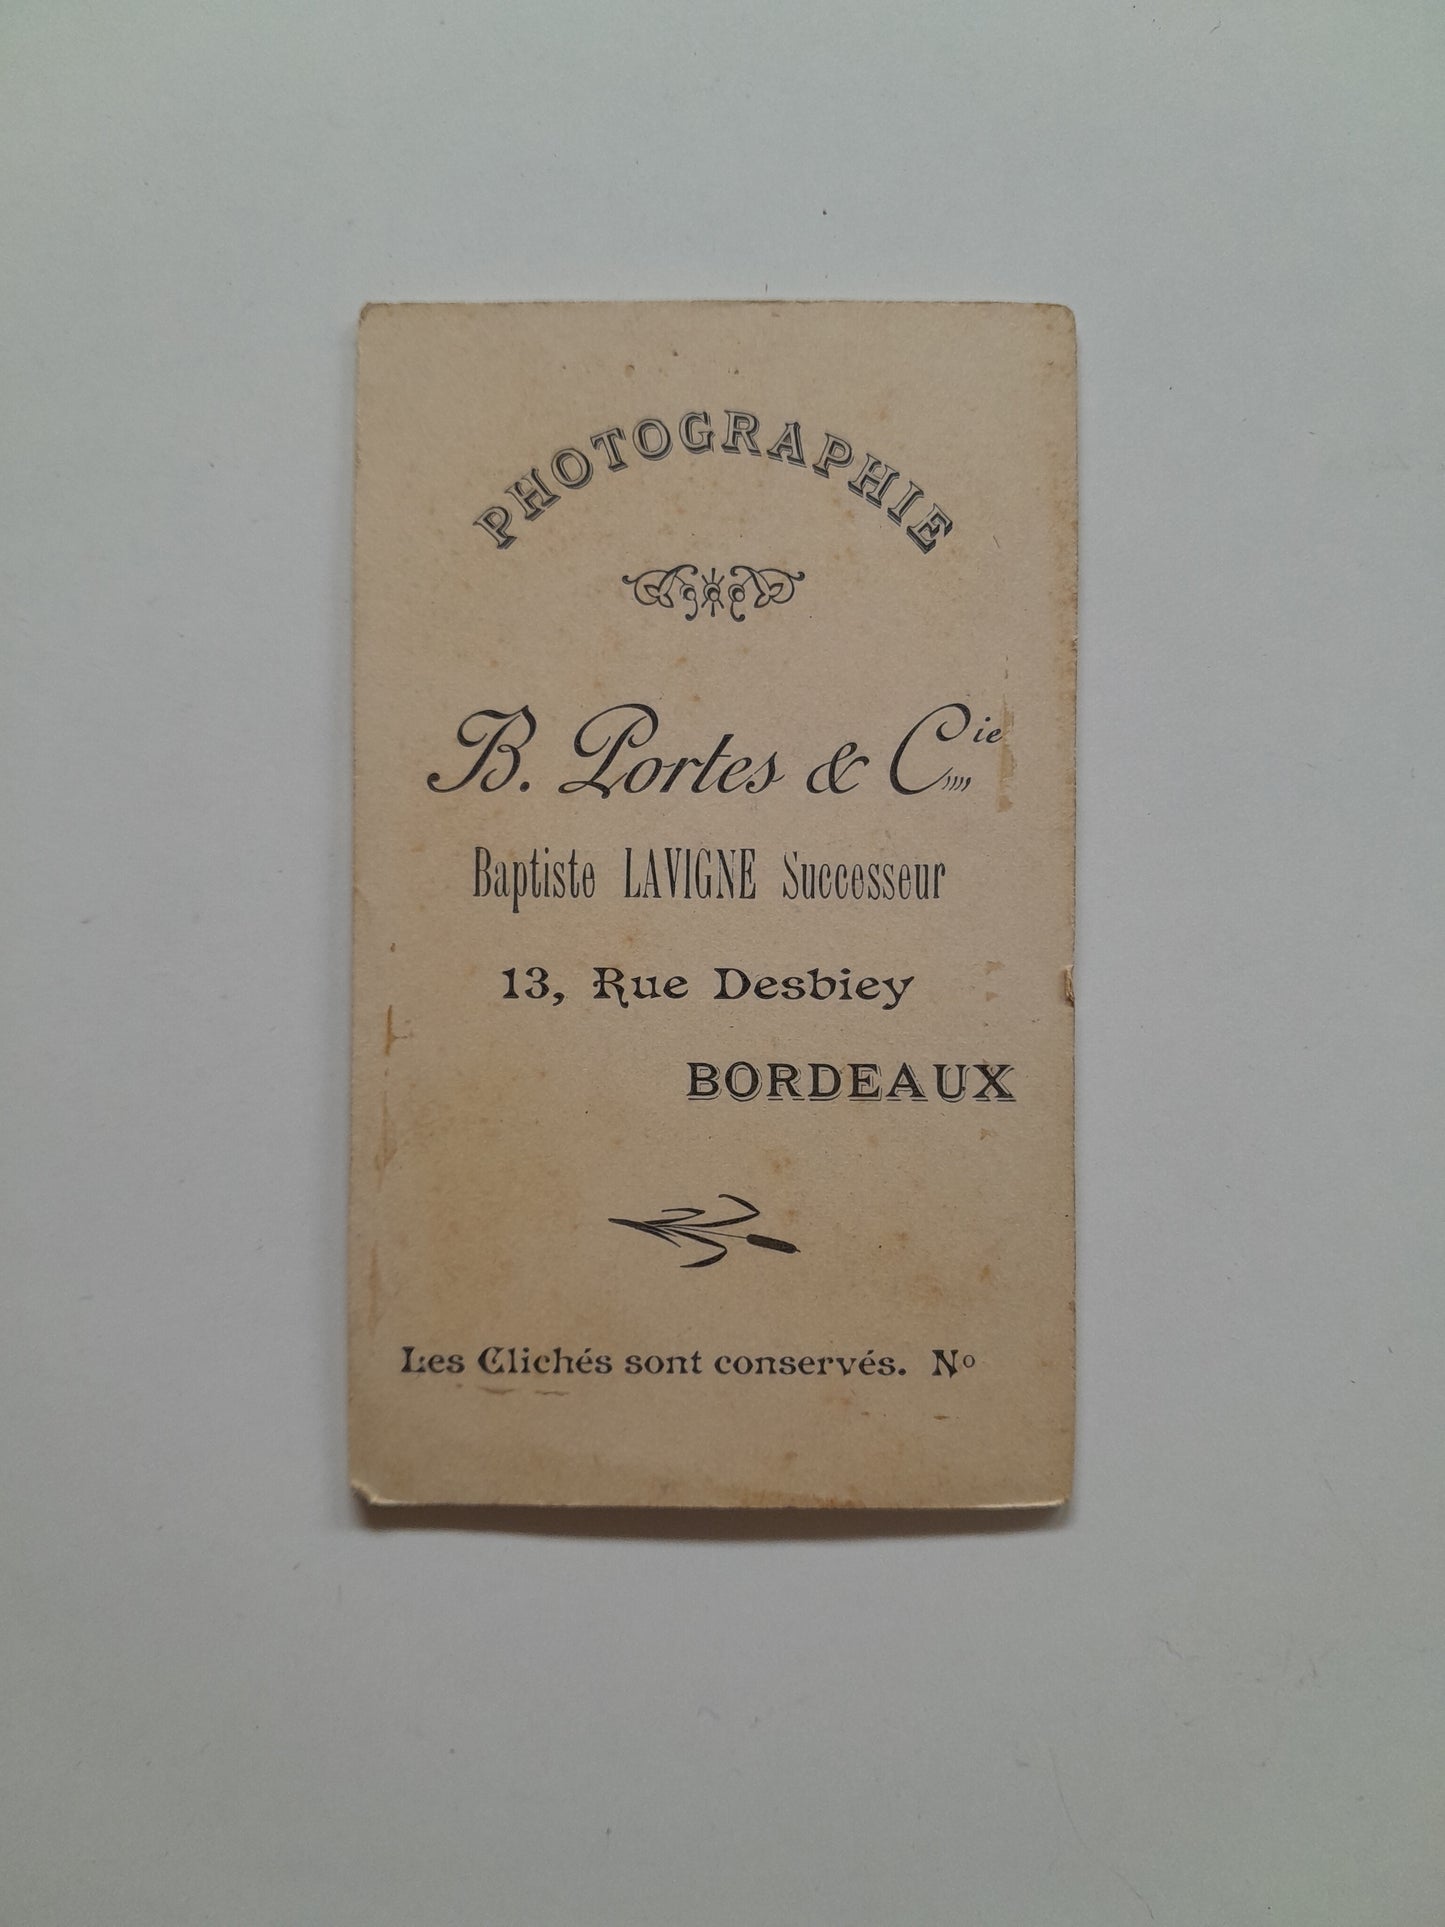 PHOTOGRAPHIE
B. Portes & Cie
Baptiste LAVIGNE Successeur
13, Rue Desbiey
BORDEAUX
Les Clichés sont conservés. No